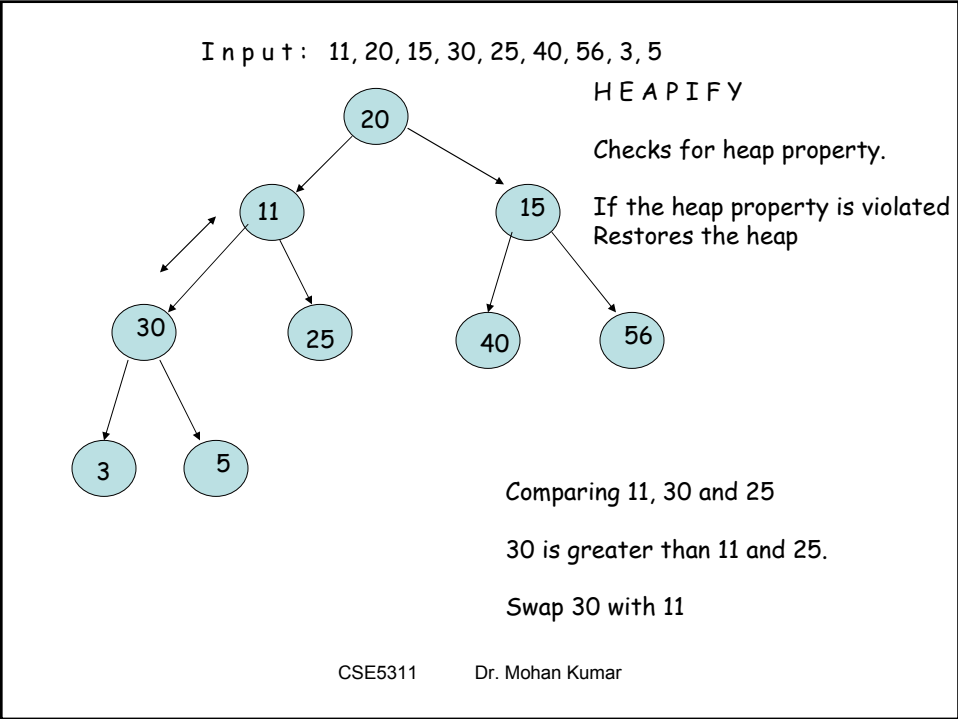 Input: 11, 20, 15, 30, 25, 40, 56, 3, 5
HEAPIFY
20
Checks for heap property.
11
15
If the heap property is violated
Restores the heap
30
25
40
56
3
5
Comparing 11, 30 and 25
30 is greater than 11 and 25.
Swap 30 with 11
CSE5311 Dr. Mohan Kumar